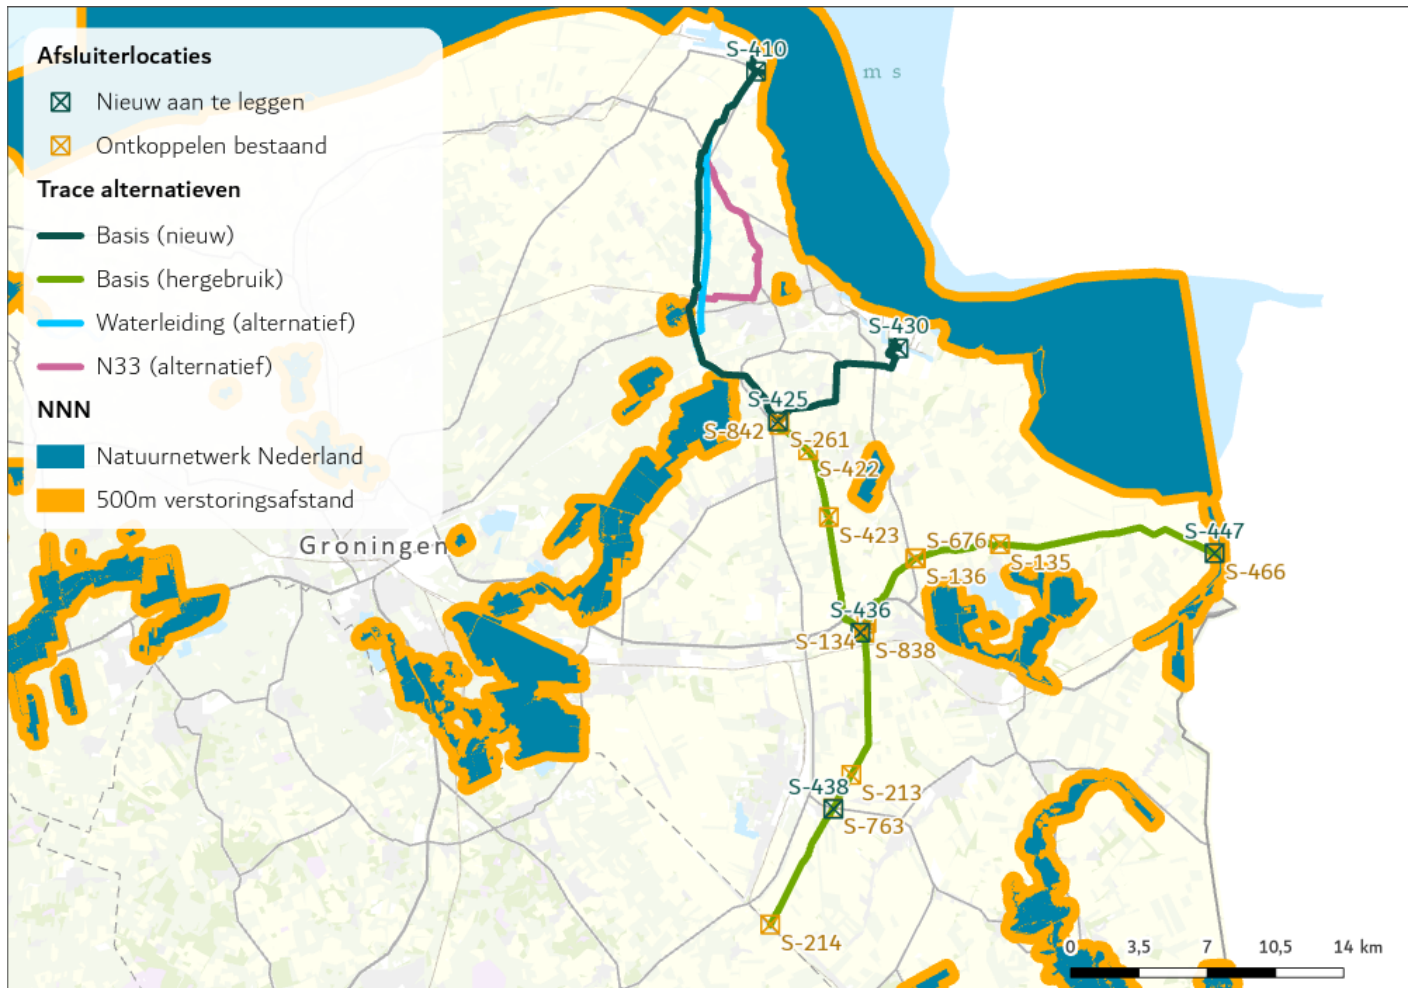 Afsluiterlocaties
Nieuw aan te leggen
Ontkoppelen bestaand
Trace alternatieven
Basis (nieuw)
Basis (hergebruik)
Waterleiding (alternatief)
N33 (alternatief)
NNN
Natuurnetwerk Nederland
500m verstoringsafstand
S-410
m s
S-430
S-425
S-842
S-261
S-422
S-423
Groningen
S-676
S-135
S-136
S-447
S-466
S-436
S-134
S-838
S-213
S-438
S-763
S-214
0 3,5 7 10,5 14 km